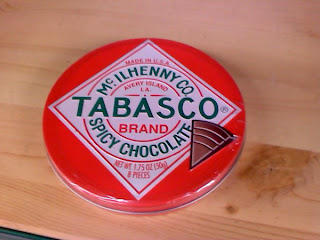 MADE IN U.S.A.
McILHENNY CO.
AVERY ISLAND
LA.
TABASCO®
BRAND
SPICY CHOCOLATE
NET WT. 1.75 OZ (50g)
8 PIECES